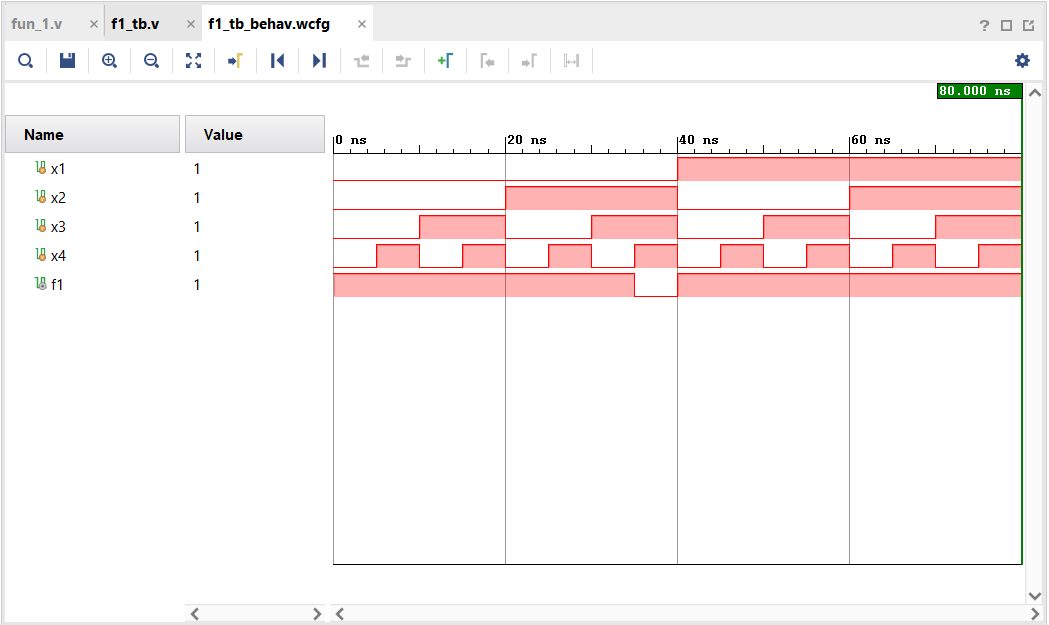 fun_1.v × f1_tb.v × f1_tb_behav.wcfg ×
?
80.000 ns
Name Value
0 ns 20 ns 40 ns 60 ns
x1 1
x2 1
x3 1
x4 1
f1 1